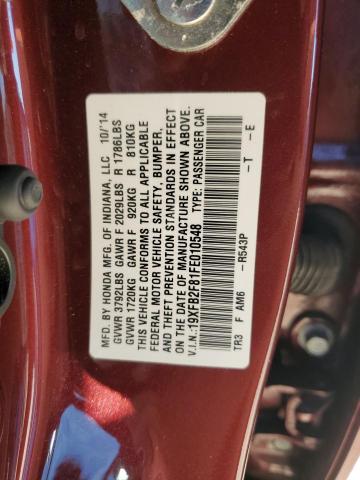 MFD. BY HONDA MFG. OF INDIANA, LLC 10/'14
GVWR 3792LBS GAWR F 2029LBS R 1786LBS
GVWR 1720KG GAWR F 920KG R 810KG
THIS VEHICLE CONFORMS TO ALL APPLICABLE
FEDERAL MOTOR VEHICLE SAFETY, BUMPER,
AND THEFT PREVENTION STANDARDS IN EFFECT
ON THE DATE OF MANUFACTURE SHOWN ABOVE.
V.I.N.: 19XFB2F81FE010548 TYPE: PASSENGER CAR
TR3 F AM6 -R543P -T -E